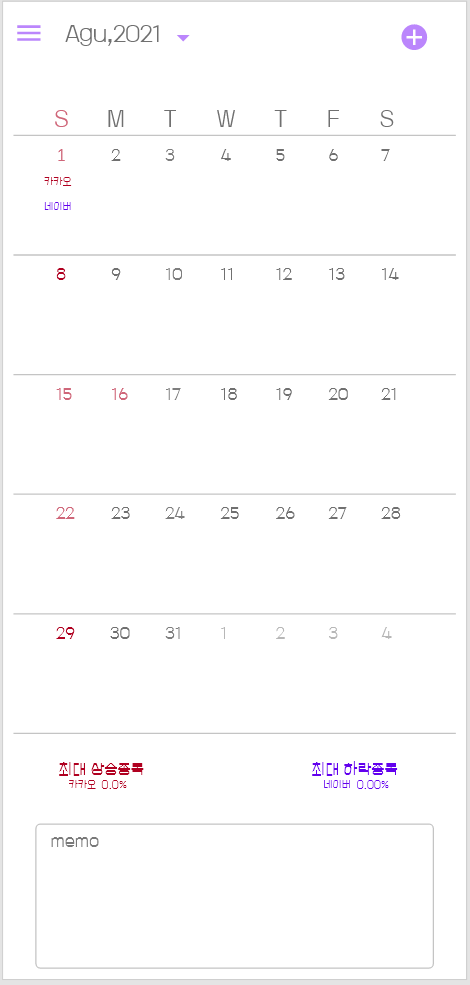 Agu,2021
S M T W T F S
1 2 3 4 5 6 7
카카오
네이버
8 9 10 11 12 13 14
15 16 17 18 19 20 21
22 23 24 25 26 27 28
29 30 31 1 2 3 4
최대 상승종목 최대 하락종목
카카오 0.0% 네이버 0.00%
memo